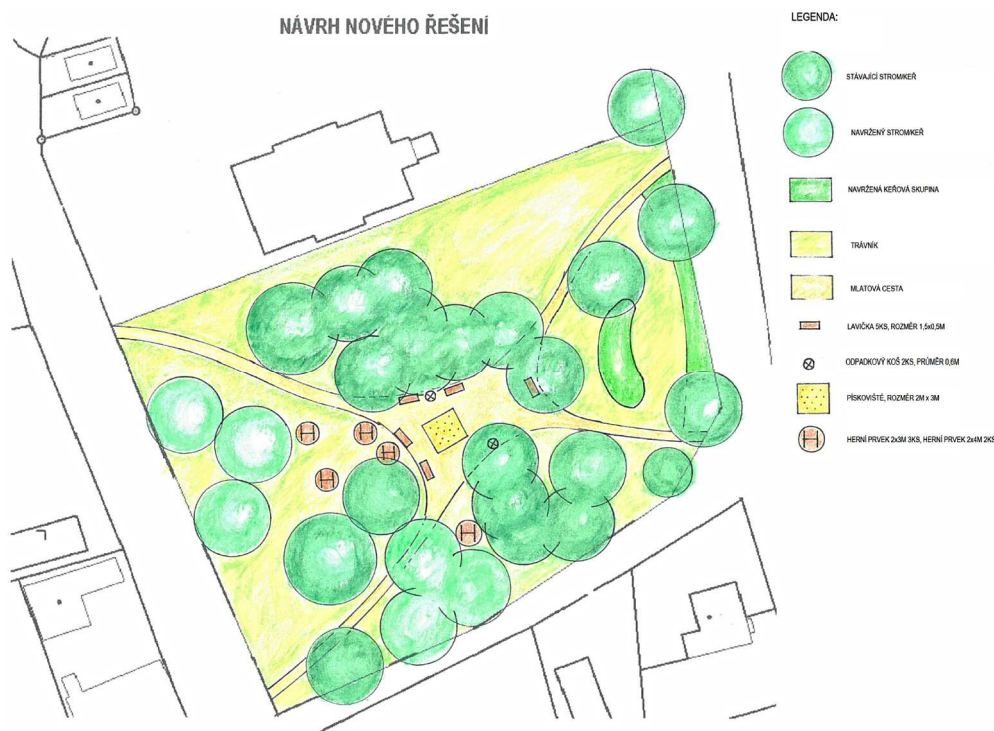 NÁVRH NOVÉHO ŘEŠENÍ
LEGENDA:
STÁVAJÍCÍ STROM/KEŘ
NAVRŽENÝ STROM/KEŘ
NAVRŽENÁ KEŘOVÁ SKUPINA
TRÁVNÍK
MLATOVÁ CESTA
LAVIČKA 5KS, ROZMĚR 1,5x0,5M
ODPADKOVÝ KOŠ 2KS, PRŮMĚR 0,6M
PÍSKOVIŠTĚ, ROZMĚR 2M x 3M
HERNÍ PRVEK 2x3M 3KS, HERNÍ PRVEK 2x4M 2KS